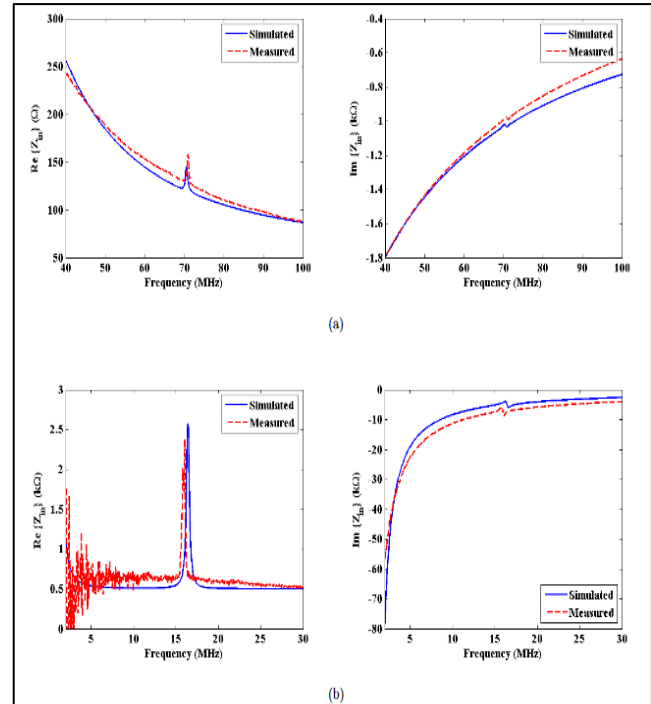 300
250
200
150
100
50
Re {Z_in} (Ω)
Simulated
Measured
40 50 60 70 80 90 100
Frequency (MHz)
-0.4
-0.6
-0.8
-1
-1.2
-1.4
-1.6
-1.8
Im {Z_in} (kΩ)
Simulated
Measured
40 50 60 70 80 90 100
Frequency (MHz)
(a)
3
2.5
2
1.5
1
0.5
0
Re {Z_in} (kΩ)
Simulated
Measured
5 10 15 20 25 30
Frequency (MHz)
0
-10
-20
-30
-40
-50
-60
-70
-80
Im {Z_in} (kΩ)
Simulated
Measured
5 10 15 20 25 30
Frequency (MHz)
(b)